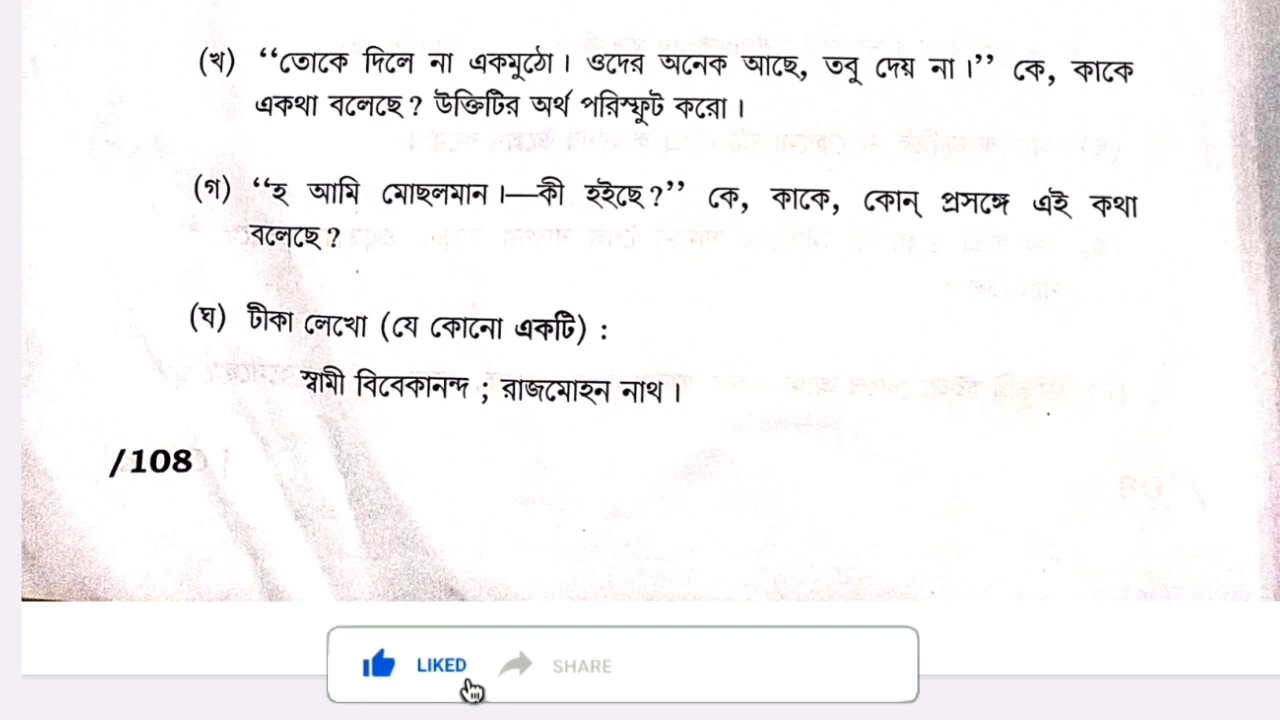 (খ) “তোকে দিলে না একমুঠো। ওদের অনেক আছে, তবু দেয় না।” কে, কাকে
একথা বলেছে? উক্তিটির অর্থ পরিস্ফুট করো।
(গ) “হ আমি মোছলমান।—কী হইছে?” কে, কাকে, কোন্ প্রসঙ্গে এই কথা
বলেছে?
(ঘ) টীকা লেখো (যে কোনো একটি) :
স্বামী বিবেকানন্দ ; রাজমোহন নাথ।
/108
LIKED SHARE